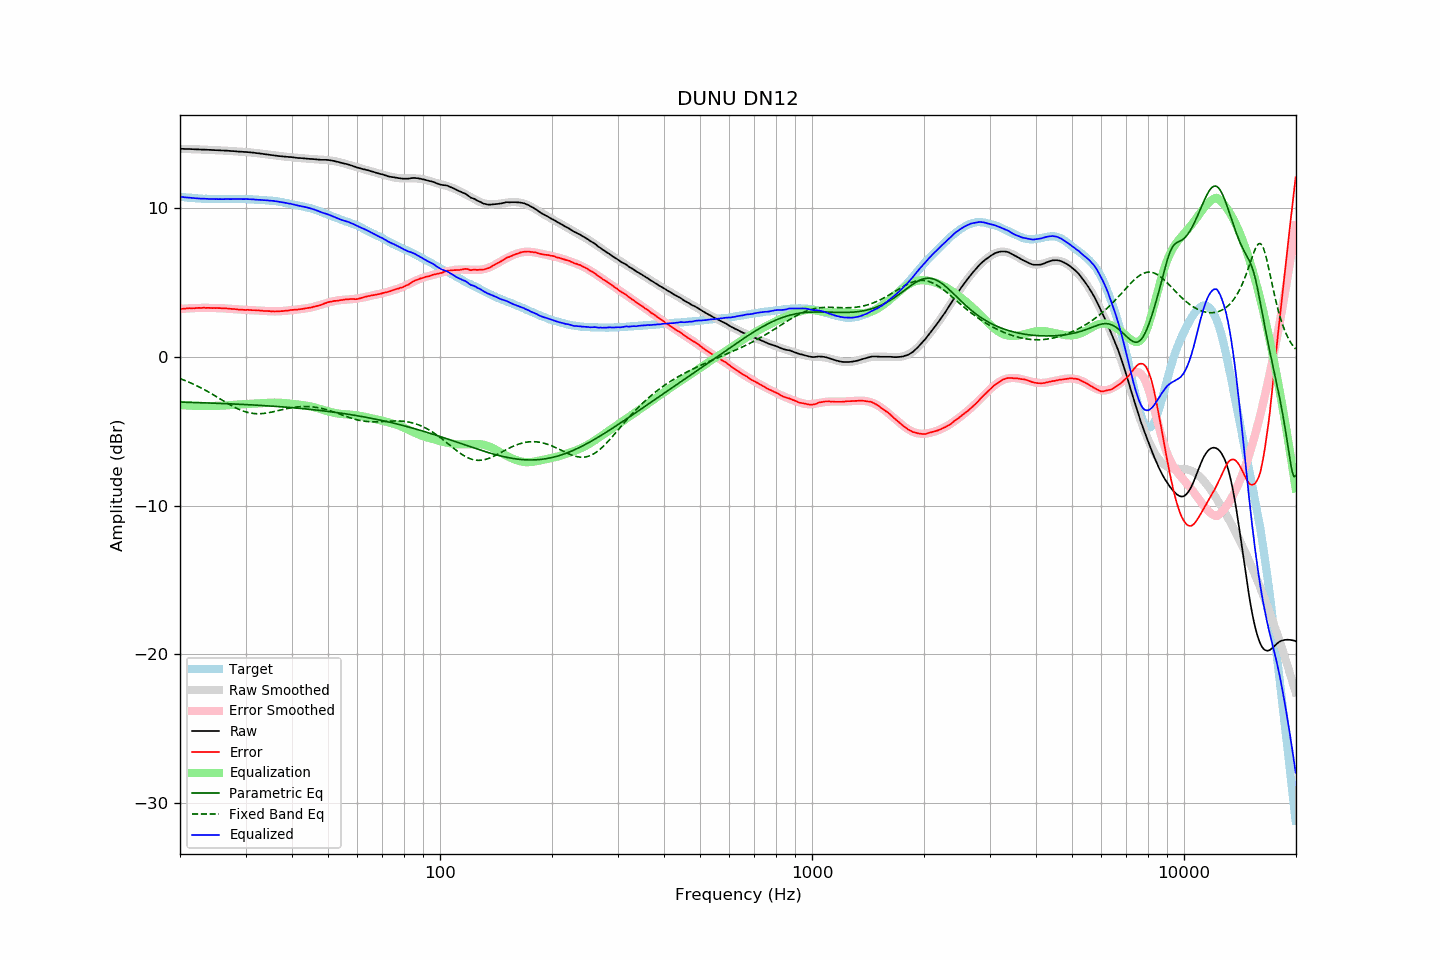 DUNU DN12
Amplitude (dBr)
10
0
−10
−20
−30
Target
Raw Smoothed
Error Smoothed
Raw
Error
Equalization
Parametric Eq
Fixed Band Eq
Equalized
100
1000
10000
Frequency (Hz)